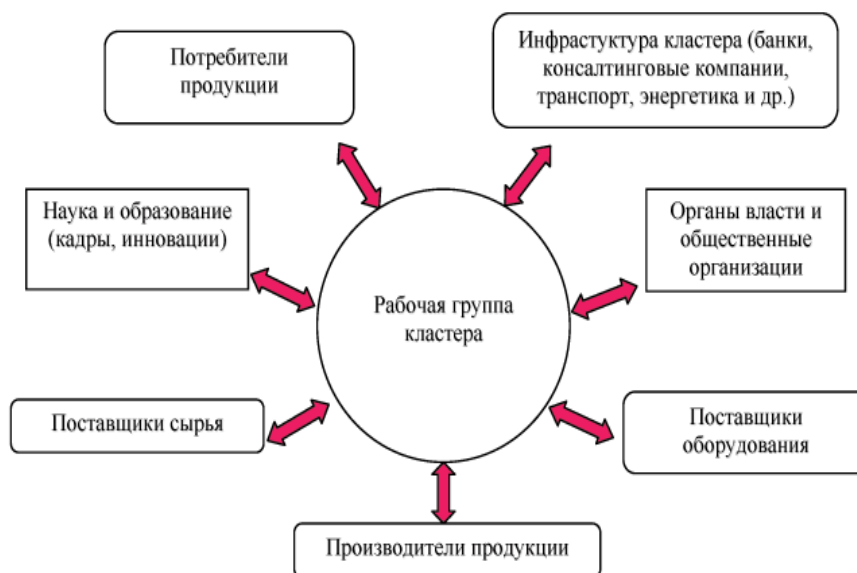 Потребители
продукции
Инфрастуктура кластера (банки,
консалтинговые компании,
транспорт, энергетика и др.)
Наука и образование
(кадры, инновации)
Органы власти и
общественные
организации
Рабочая группа
кластера
Поставщики сырья
Поставщики
оборудования
Производители продукции